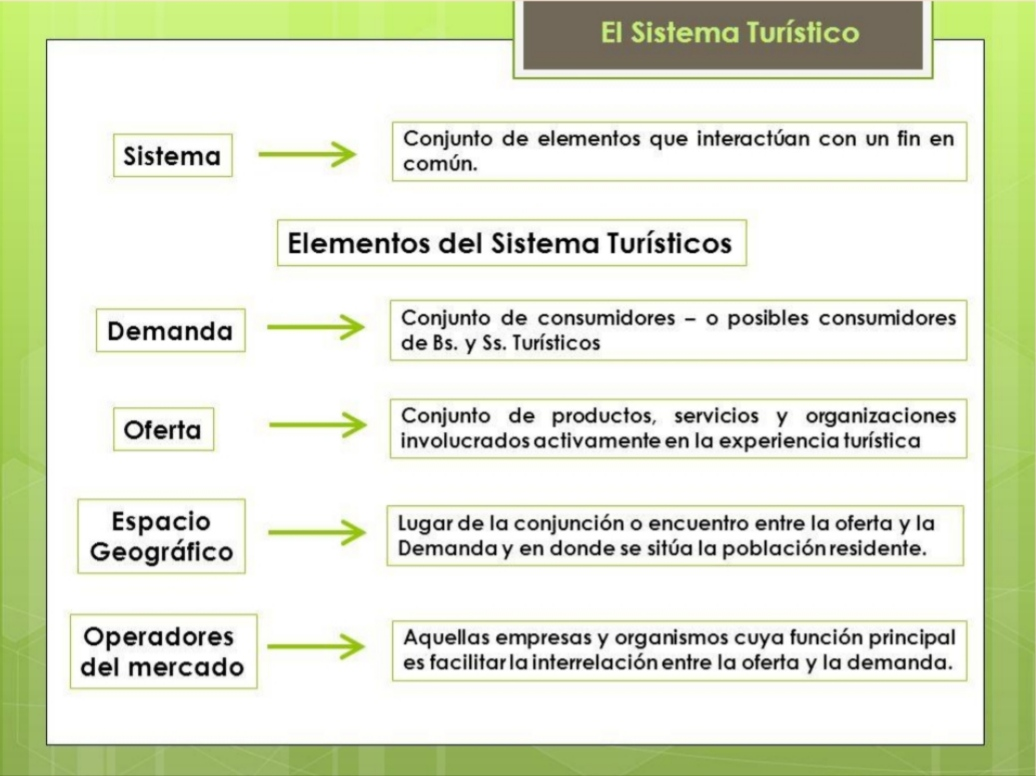 El Sistema Turístico
Sistema
Conjunto de elementos que interactúan con un fin en
común.
Elementos del Sistema Turísticos
Demanda
Conjunto de consumidores – o posibles consumidores
de Bs. y Ss. Turísticos
Oferta
Conjunto de productos, servicios y organizaciones
involucrados activamente en la experiencia turística
Espacio
Geográfico
Lugar de la conjunción o encuentro entre la oferta y la
Demanda y en donde se sitúa la población residente.
Operadores
del mercado
Aquellas empresas y organismos cuya función principal
es facilitar la interrelación entre la oferta y la demanda.